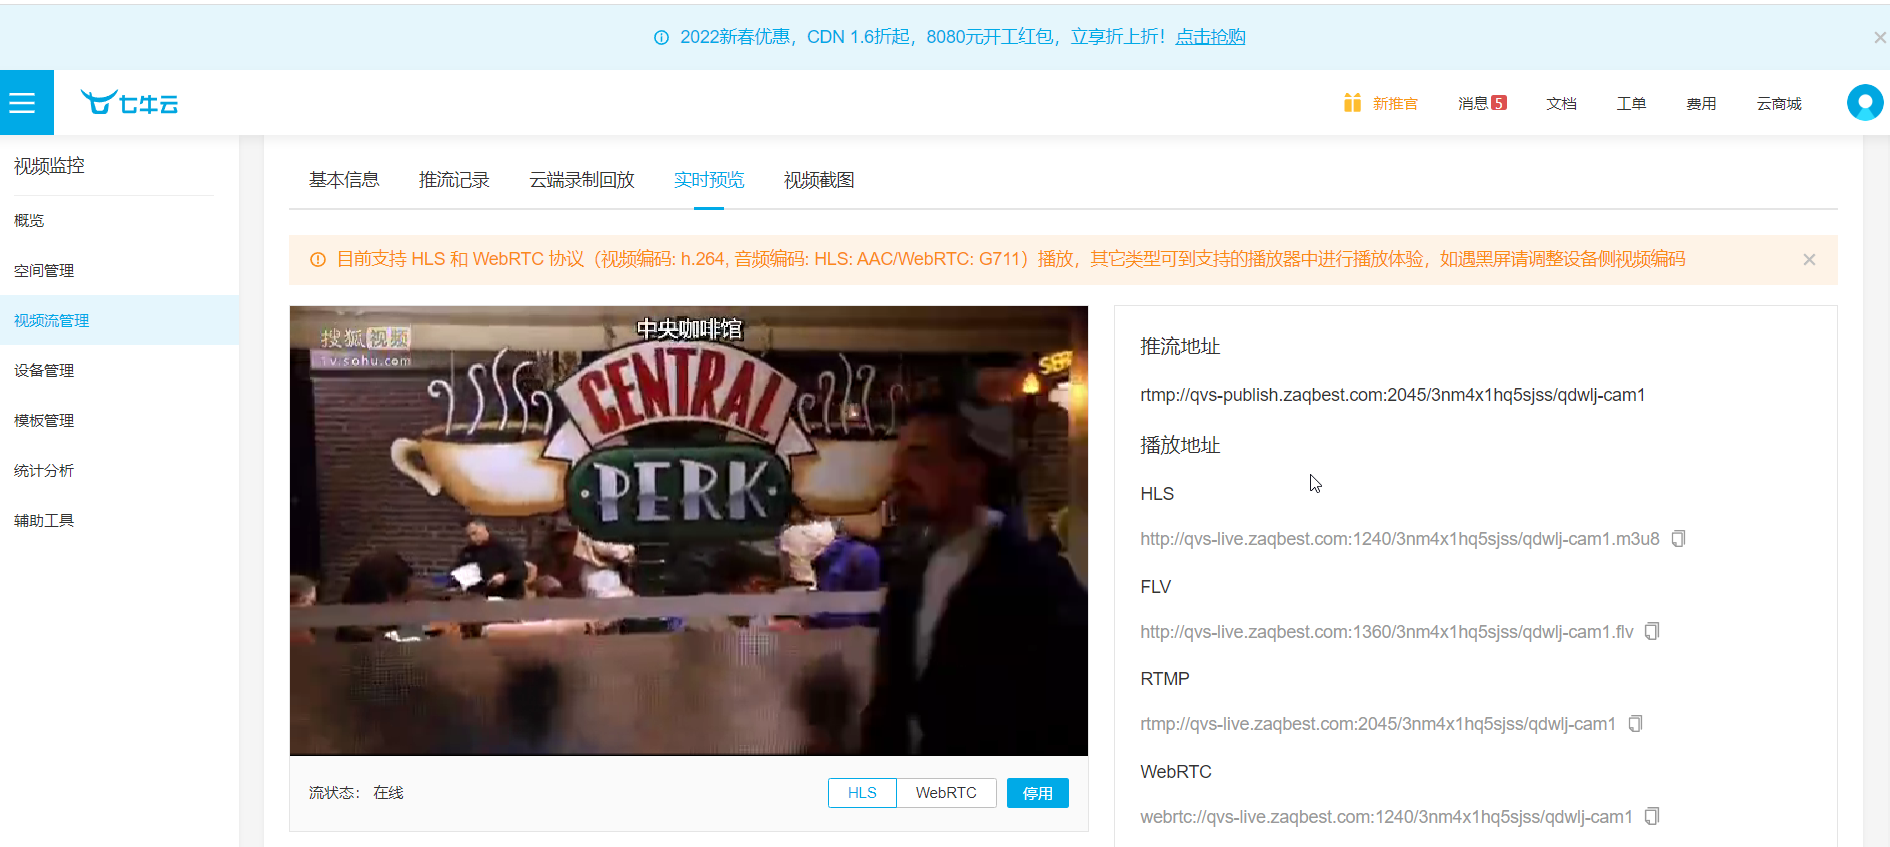 2022新春优惠，CDN 1.6折起，8080元开工红包，立享折上折！点击抢购
七牛云
新推官
消息 5
文档
工单
费用
云商城
视频监控
概览
空间管理
视频流管理
设备管理
模板管理
统计分析
辅助工具
基本信息
推流记录
云端录制回放
实时预览
视频截图
目前支持 HLS 和 WebRTC 协议（视频编码: h.264, 音频编码: HLS: AAC/WebRTC: G711）播放，其它类型可到支持的播放器中进行播放体验，如遇黑屏请调整设备侧视频编码
搜狐视频
tv.sohu.com
中央咖啡馆
CENTRAL
PERK
流状态： 在线
HLS
WebRTC
停用
推流地址
rtmp://qvs-publish.zaqbest.com:2045/3nm4x1hq5sjss/qdwlj-cam1
播放地址
HLS
http://qvs-live.zaqbest.com:1240/3nm4x1hq5sjss/qdwlj-cam1.m3u8
FLV
http://qvs-live.zaqbest.com:1360/3nm4x1hq5sjss/qdwlj-cam1.flv
RTMP
rtmp://qvs-live.zaqbest.com:2045/3nm4x1hq5sjss/qdwlj-cam1
WebRTC
webrtc://qvs-live.zaqbest.com:1240/3nm4x1hq5sjss/qdwlj-cam1